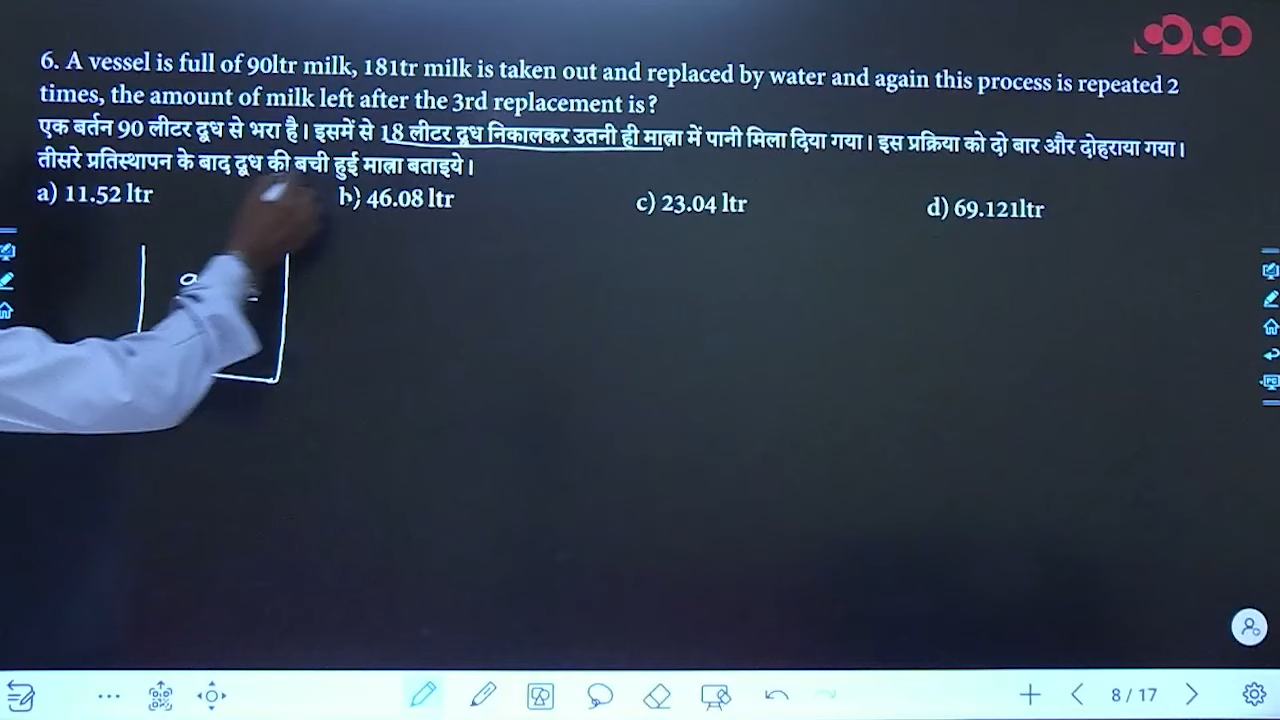 6. A vessel is full of 90ltr milk, 181tr milk is taken out and replaced by water and again this process is repeated 2
times, the amount of milk left after the 3rd replacement is?
एक बर्तन 90 लीटर दूध से भरा है। इसमें से 18 लीटर दूध निकालकर उतनी ही मात्रा में पानी मिला दिया गया। इस प्रक्रिया को दो बार और दोहराया गया।
तीसरे प्रतिस्थापन के बाद दूध की बची हुई मात्रा बताइये।
a) 11.52 ltr b) 46.08 ltr c) 23.04 ltr d) 69.121ltr
8 / 17